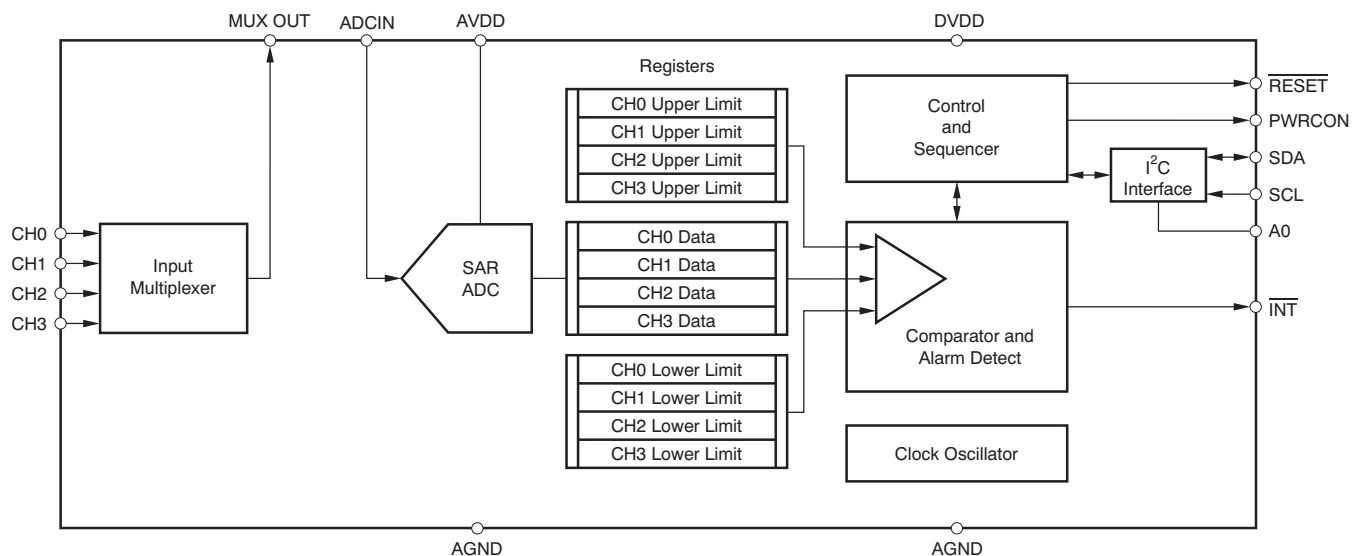 MUX OUT
ADCIN
AVDD
DVDD
Registers
CH0 Upper Limit
CH1 Upper Limit
CH2 Upper Limit
CH3 Upper Limit
Control
and
Sequencer
RESET
PWRCON
SDA
SCL
A0
I²C
Interface
CH0
CH1
CH2
CH3
Input
Multiplexer
SAR
ADC
CH0 Data
CH1 Data
CH2 Data
CH3 Data
INT
Comparator and
Alarm Detect
CH0 Lower Limit
CH1 Lower Limit
CH2 Lower Limit
CH3 Lower Limit
Clock Oscillator
AGND
AGND